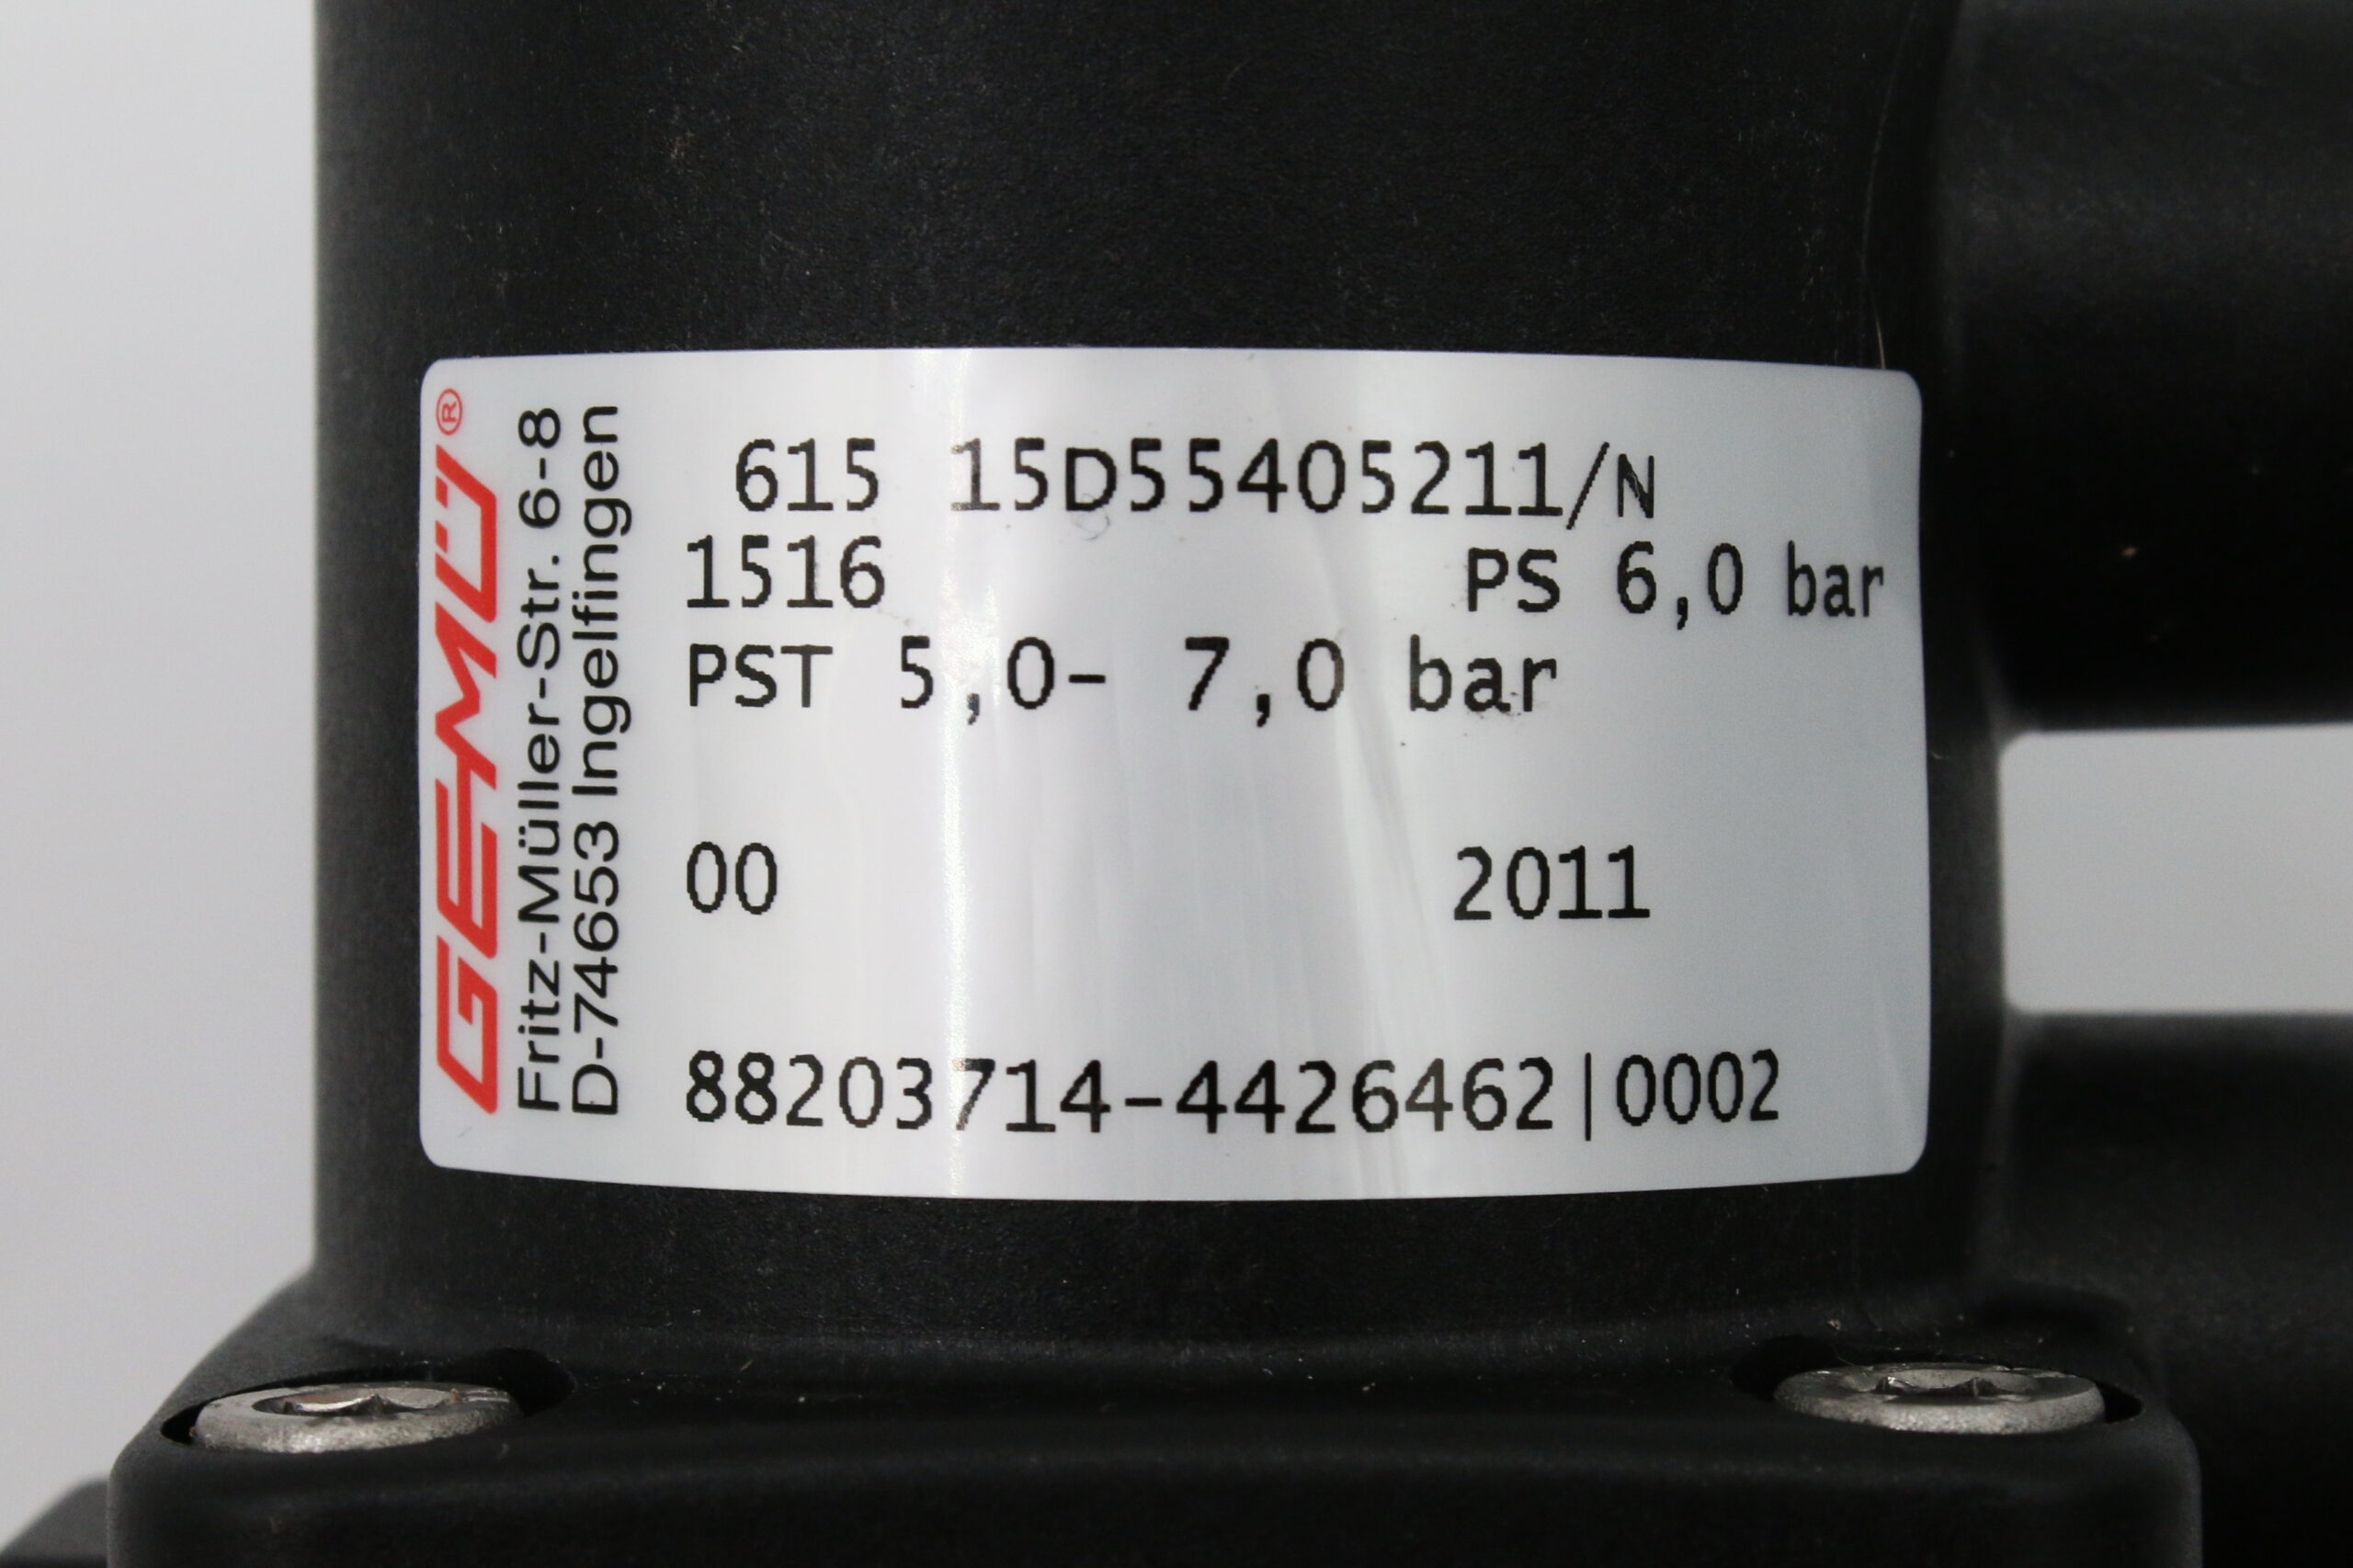 GEMÜ®
Fritz-Müller-Str. 6-8
D-74653 Ingelfingen
615 15D55405211/N
1516 PS 6,0 bar
PST 5,0- 7,0 bar
00 2011
88203714-4426462|0002